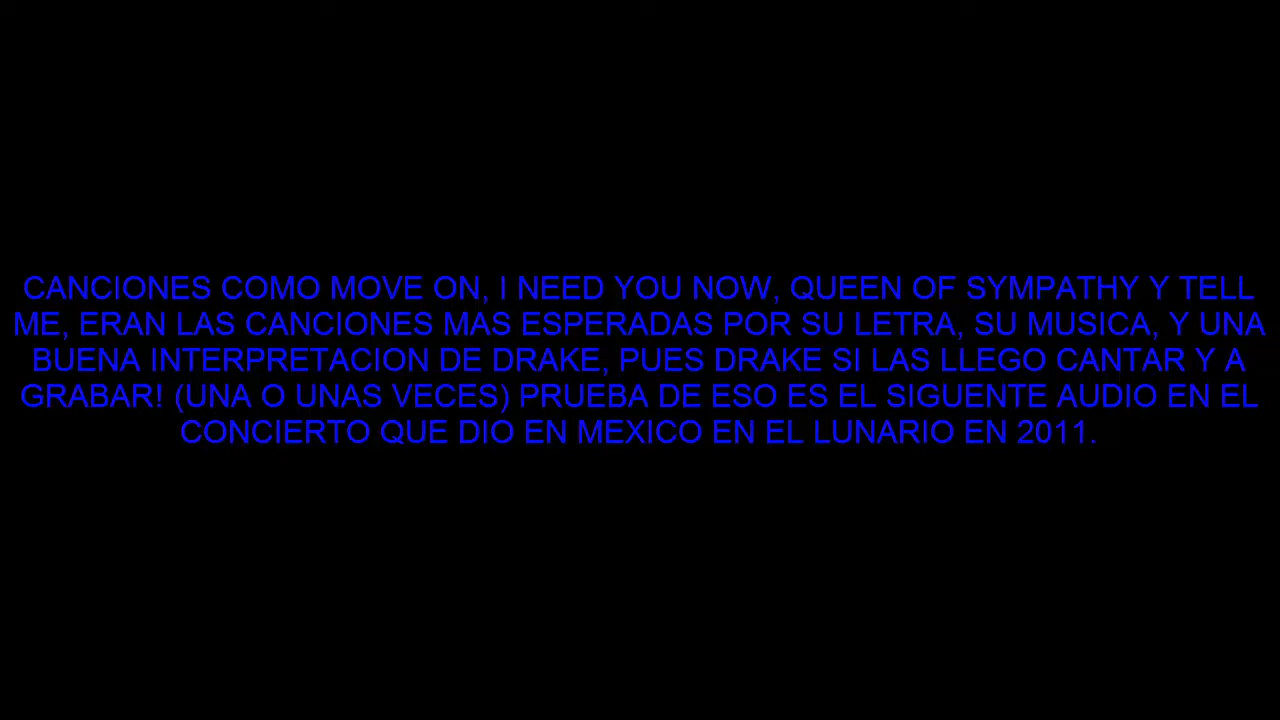 CANCIONES COMO MOVE ON, I NEED YOU NOW, QUEEN OF SYMPATHY Y TELL
ME, ERAN LAS CANCIONES MAS ESPERADAS POR SU LETRA, SU MUSICA, Y UNA
BUENA INTERPRETACION DE DRAKE, PUES DRAKE SI LAS LLEGO CANTAR Y A
GRABAR! (UNA O UNAS VECES) PRUEBA DE ESO ES EL SIGUENTE AUDIO EN EL
CONCIERTO QUE DIO EN MEXICO EN EL LUNARIO EN 2011.